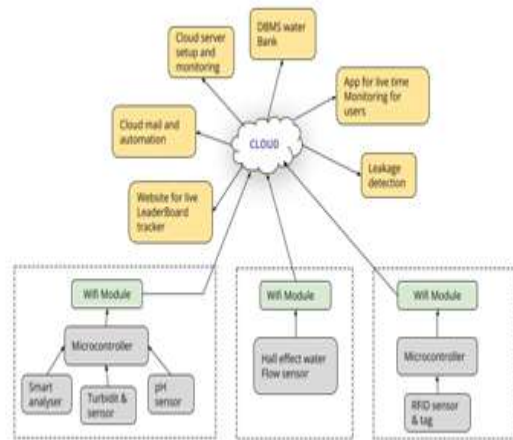 Cloud server
setup and
monitoring
DBMS water
Bank
App for live time
Monitoring for
users
Cloud mail and
automation
CLOUD
Leakage
detection
Website for live
LeaderBoard
tracker
Wifi Module
Microcontroller
Smart
analyser
Turbidit &
sensor
pH
sensor
Wifi Module
Hall effect water
Flow sensor
Wifi Module
Microcontroller
RFID sensor
& tag